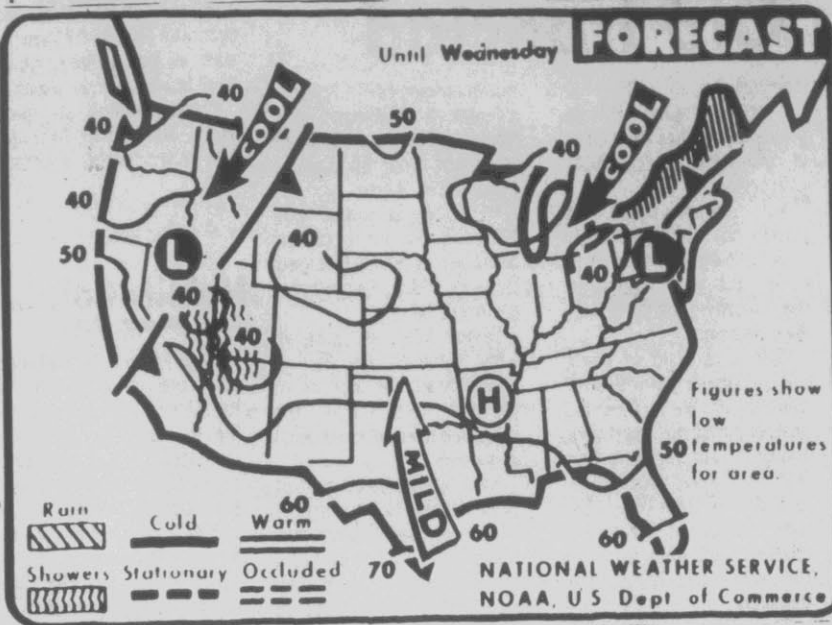 Until Wednesday FORECAST
40
COOL
50
40
COOL
40
40
50
L
40
40
L
40
40
H
Figures show
low
50 temperatures
for area.
MILD
Rain
Cold
Warm
60
60
60
Showers
Stationary
Occluded
70
NATIONAL WEATHER SERVICE,
NOAA, U S Dept of Commerce